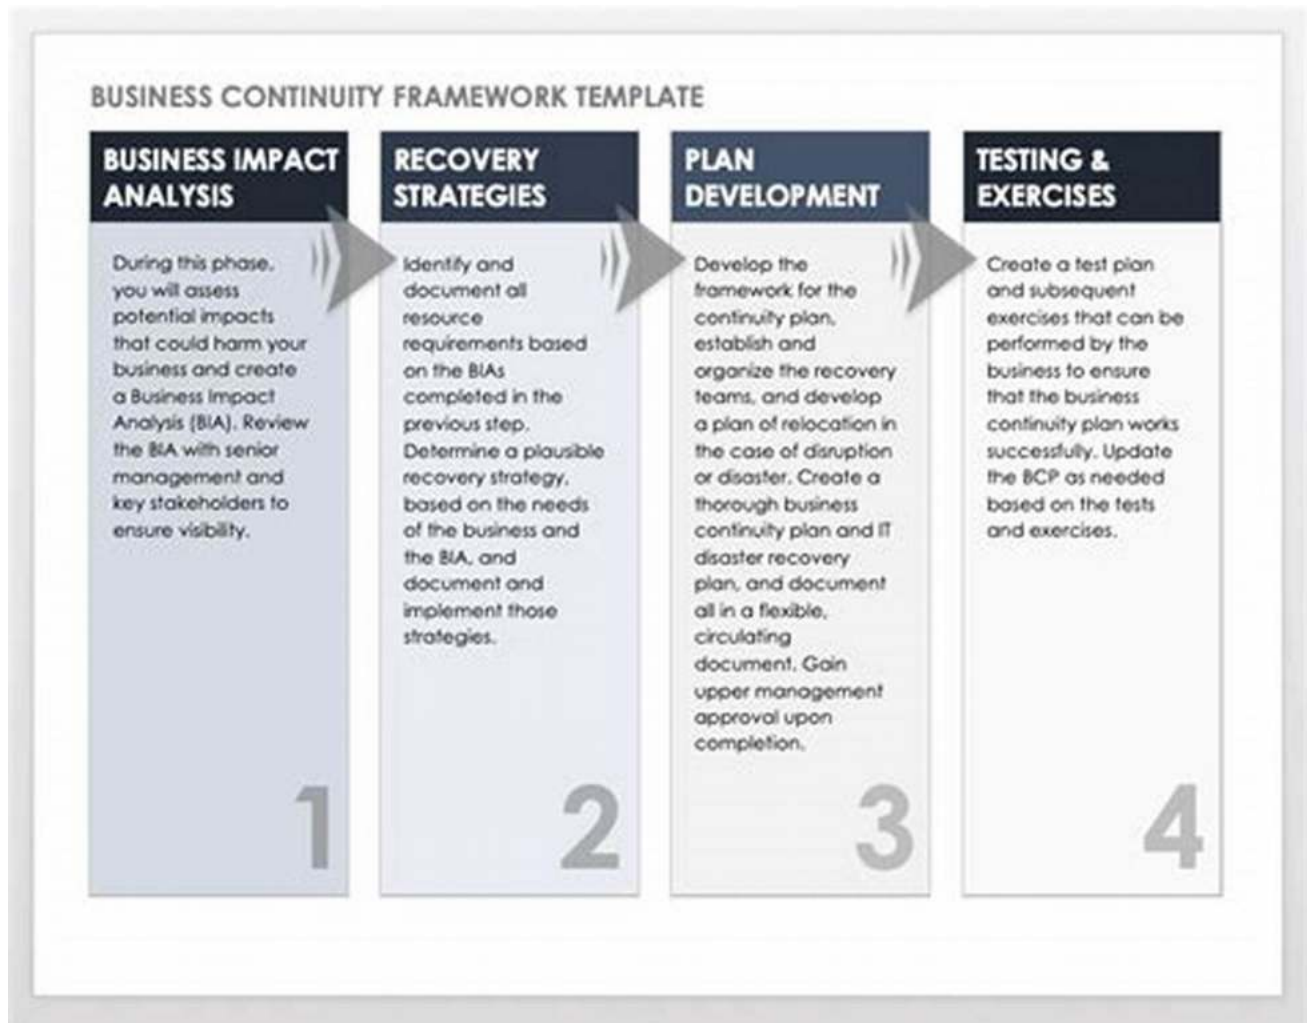 BUSINESS CONTINUITY FRAMEWORK TEMPLATE
BUSINESS IMPACT
ANALYSIS
During this phase,
you will assess
potential impacts
that could harm your
business and create
a Business Impact
Analysis (BIA). Review
the BIA with senior
management and
key stakeholders to
ensure visibility.
1
RECOVERY
STRATEGIES
Identify and
document all
resource
requirements based
on the BIAs
completed in the
previous step.
Determine a plausible
recovery strategy,
based on the needs
of the business and
the BIA, and
document and
implement those
strategies.
2
PLAN
DEVELOPMENT
Develop the
framework for the
continuity plan,
establish and
organize the recovery
teams, and develop
a plan of relocation in
the case of disruption
or disaster. Create a
thorough business
continuity plan and IT
disaster recovery
plan, and document
all in a flexible,
circulating
document. Gain
upper management
approval upon
completion.
3
TESTING &
EXERCISES
Create a test plan
and subsequent
exercises that can be
performed by the
business to ensure
that the business
continuity plan works
successfully. Update
the BCP as needed
based on the tests
and exercises.
4